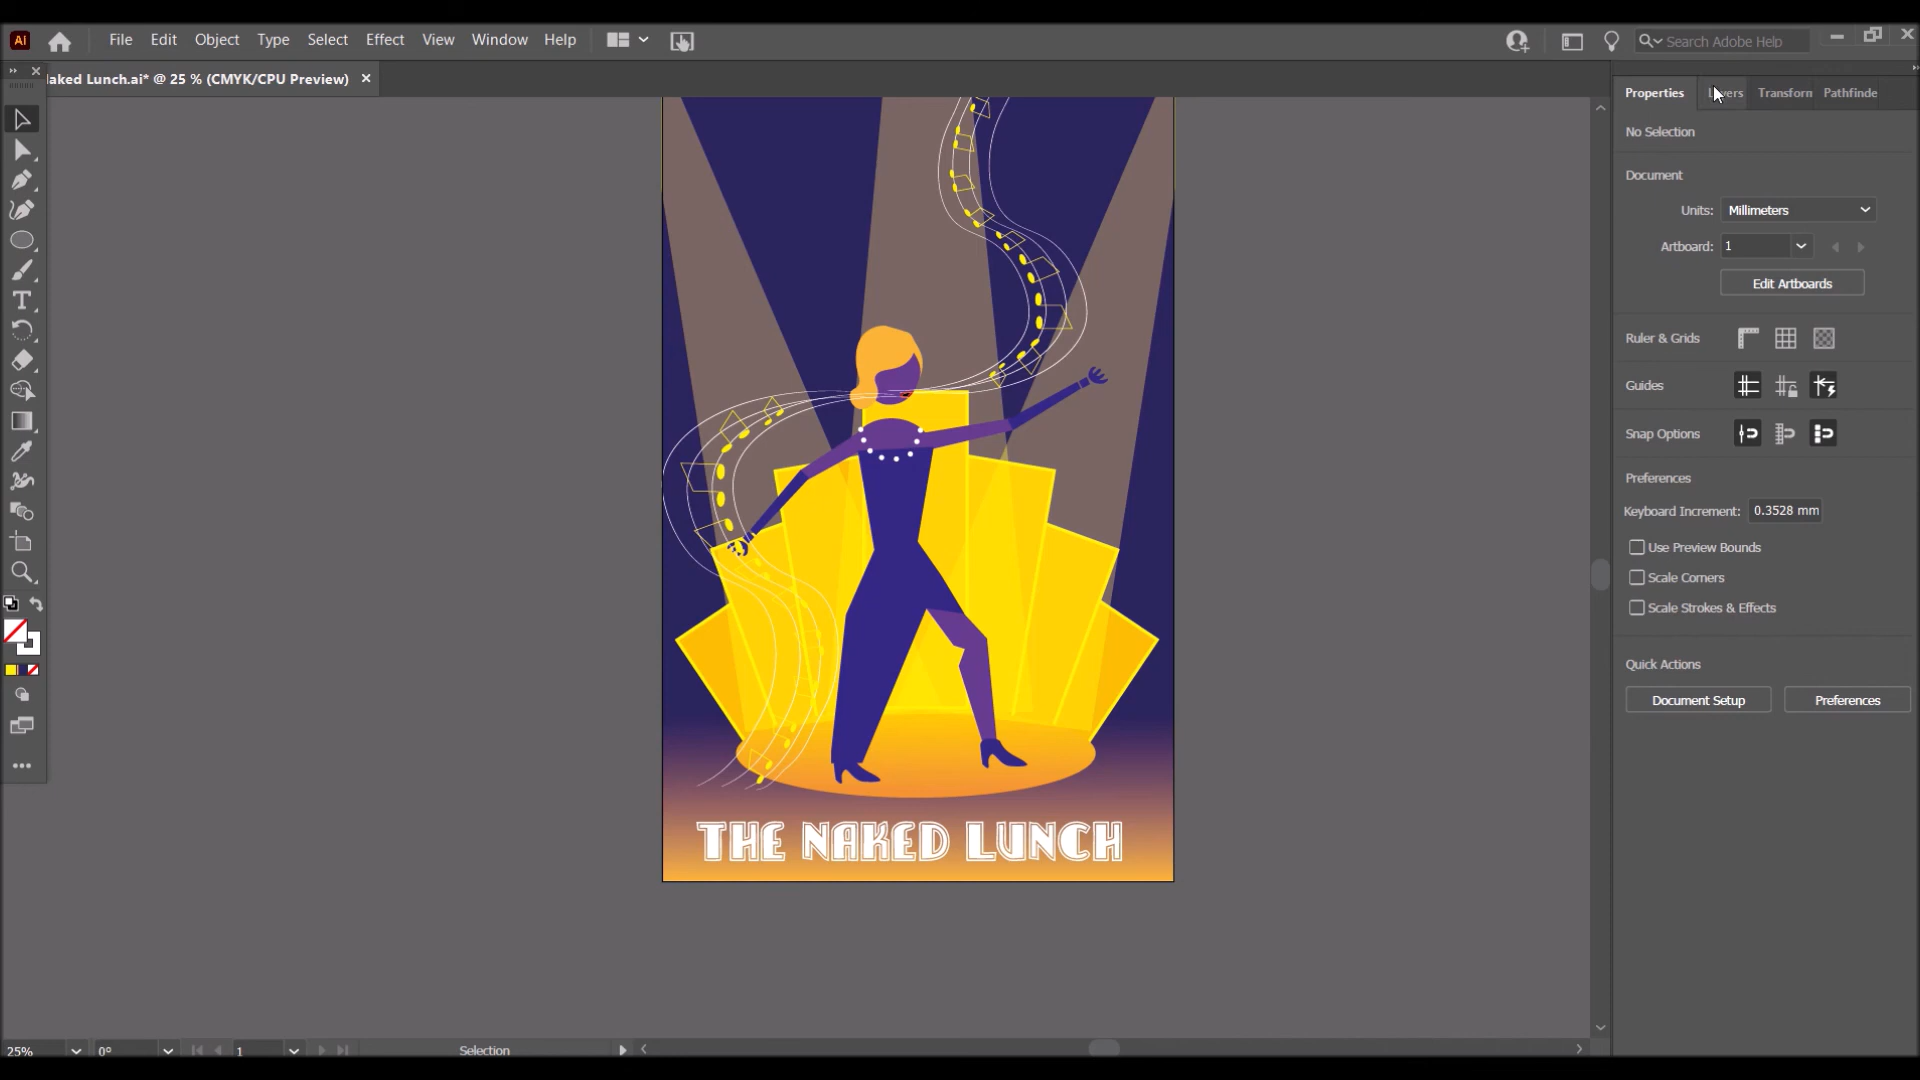 Ai File Edit Object Type Select Effect View Window Help Search Adobe Help
aked Lunch.ai* @ 25 % (CMYK/CPU Preview)
Properties Layers Transform Pathfinde
No Selection
Document
Units: Millimeters
Artboard: 1
Edit Artboards
Ruler & Grids
Guides
Snap Options
Preferences
Keyboard Increment: 0.3528 mm
Use Preview Bounds
Scale Corners
Scale Strokes & Effects
Quick Actions
Document Setup Preferences
THE NAKED LUNCH
25% 0° 1 Selection